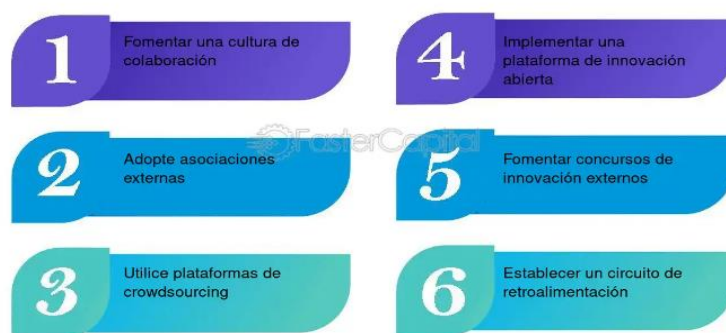 1
Fomentar una cultura de
colaboración
2
Adopte asociaciones
externas
3
Utilice plataformas de
crowdsourcing
4
Implementar una
plataforma de innovación
abierta
5
Fomentar concursos de
innovación externos
6
Establecer un circuito de
retroalimentación
FasterCapital